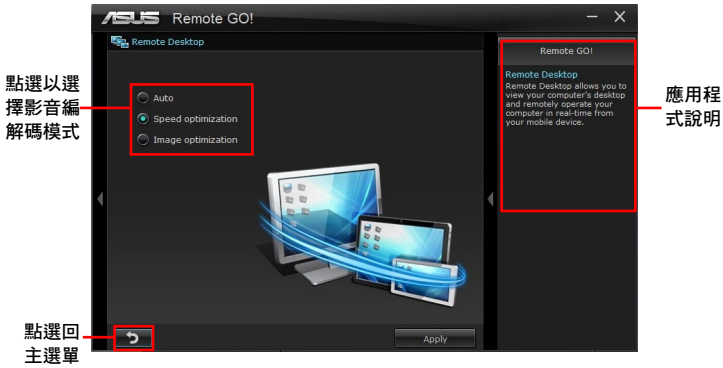 ASUS Remote GO!
Remote Desktop
Auto
Speed optimization
Image optimization
Apply
Remote GO!
Remote Desktop
Remote Desktop allows you to
view your computer's desktop
and remotely operate your
computer in real-time from
your mobile device.
點選以選
擇影音編
解碼模式
應用程
式說明
點選回
主選單